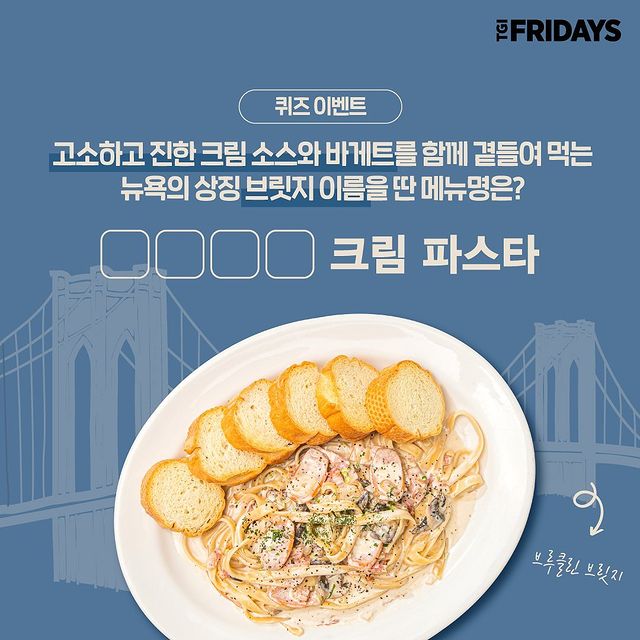 TGI FRIDAYS
퀴즈 이벤트
고소하고 진한 크림 소스와 바게트를 함께 곁들여 먹는
뉴욕의 상징 브릿지 이름을 딴 메뉴명은?
크림 파스타
브루클린 브릿지